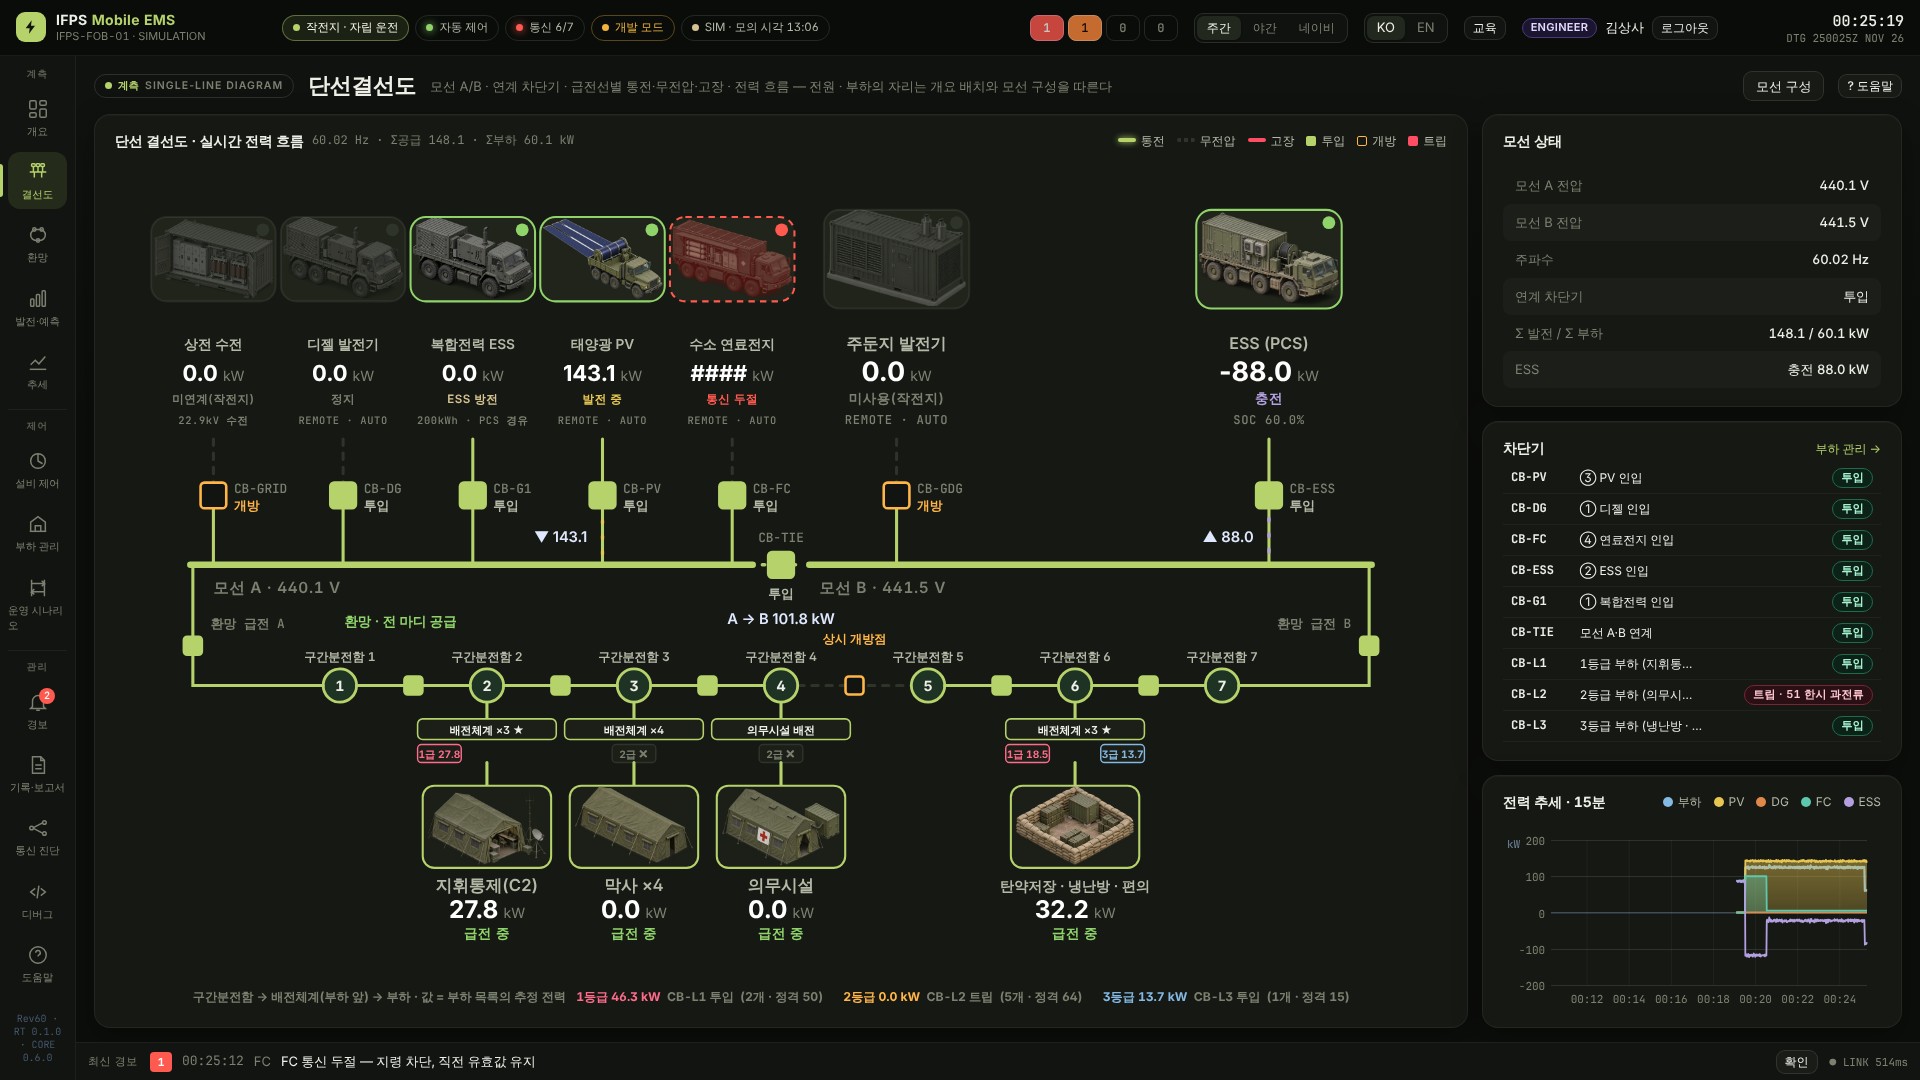 IFPS Mobile EMS
IFPS-FOB-01 · SIMULATION
작전지 · 자립 운전
자동 제어
통신 6/7
개발 모드
SIM · 모의 시각 13:06
1
1
0
0
주간
야간
네이비
KO
EN
교육
ENGINEER
김상사
로그아웃
00:25:19
DTG 250025Z NOV 26
계측
개요
결선도
환망
발전·예측
추세
제어
설비 제어
부하 관리
운영 시나리오
관리
2
경보
기록·보고서
통신 진단
디버그
도움말
Rev60 ·
RT 0.1.0
· CORE
0.6.0
계측 SINGLE-LINE DIAGRAM
단선결선도
모선 A/B · 연계 차단기 · 급전선별 통전·무전압·고장 · 전력 흐름 — 전원 · 부하의 자리는 개요 배치와 모선 구성을 따른다
모선 구성
? 도움말
단선 결선도 · 실시간 전력 흐름
60.02 Hz · Σ공급 148.1 · Σ부하 60.1 kW
통전
무전압
고장
투입
개방
트립
상전 수전
0.0 kW
미연계(작전지)
22.9kV 수전
디젤 발전기
0.0 kW
정지
REMOTE · AUTO
복합전력 ESS
0.0 kW
ESS 방전
200kWh · PCS 경유
태양광 PV
143.1 kW
발전 중
REMOTE · AUTO
수소 연료전지
#### kW
통신 두절
REMOTE · AUTO
주둔지 발전기
0.0 kW
미사용(작전지)
REMOTE · AUTO
ESS (PCS)
-88.0 kW
충전
SOC 60.0%
CB-GRID
개방
CB-DG
투입
CB-G1
투입
CB-PV
투입
CB-FC
투입
CB-GDG
개방
CB-ESS
투입
▼ 143.1
CB-TIE
▲ 88.0
모선 A · 440.1 V
투입
모선 B · 441.5 V
환망 급전 A
환망 · 전 마디 공급
A → B 101.8 kW
상시 개방점
환망 급전 B
구간분전함 1
구간분전함 2
구간분전함 3
구간분전함 4
구간분전함 5
구간분전함 6
구간분전함 7
1
2
3
4
5
6
7
배전체계 ×3 ★
배전체계 ×4
의무시설 배전
배전체계 ×3 ★
1급 27.8
2급 ✕
2급 ✕
1급 18.5
3급 13.7
지휘통제(C2)
27.8 kW
급전 중
막사 ×4
0.0 kW
급전 중
의무시설
0.0 kW
급전 중
탄약저장 · 냉난방 · 편의
32.2 kW
급전 중
구간분전함 → 배전체계(부하 앞) → 부하 · 값 = 부하 목록의 추정 전력
1등급 46.3 kW CB-L1 투입 (2개 · 정격 50)
2등급 0.0 kW CB-L2 트립 (5개 · 정격 64)
3등급 13.7 kW CB-L3 투입 (1개 · 정격 15)
모선 상태
모선 A 전압 440.1 V
모선 B 전압 441.5 V
주파수 60.02 Hz
연계 차단기 투입
Σ 발전 / Σ 부하 148.1 / 60.1 kW
ESS 충전 88.0 kW
차단기
부하 관리 →
CB-PV ③ PV 인입 투입
CB-DG ① 디젤 인입 투입
CB-FC ④ 연료전지 인입 투입
CB-ESS ② ESS 인입 투입
CB-G1 ① 복합전력 인입 투입
CB-TIE 모선 A·B 연계 투입
CB-L1 1등급 부하 (지휘통... 투입
CB-L2 2등급 부하 (의무시... 트립 · 51 한시 과전류
CB-L3 3등급 부하 (냉난방 · ... 투입
전력 추세 · 15분
부하
PV
DG
FC
ESS
kW
200
100
0
-100
-200
00:12 00:14 00:16 00:18 00:20 00:22 00:24
최신 경보
1
00:25:12
FC
FC 통신 두절 — 지령 차단, 직전 유효값 유지
확인
LINK 514ms